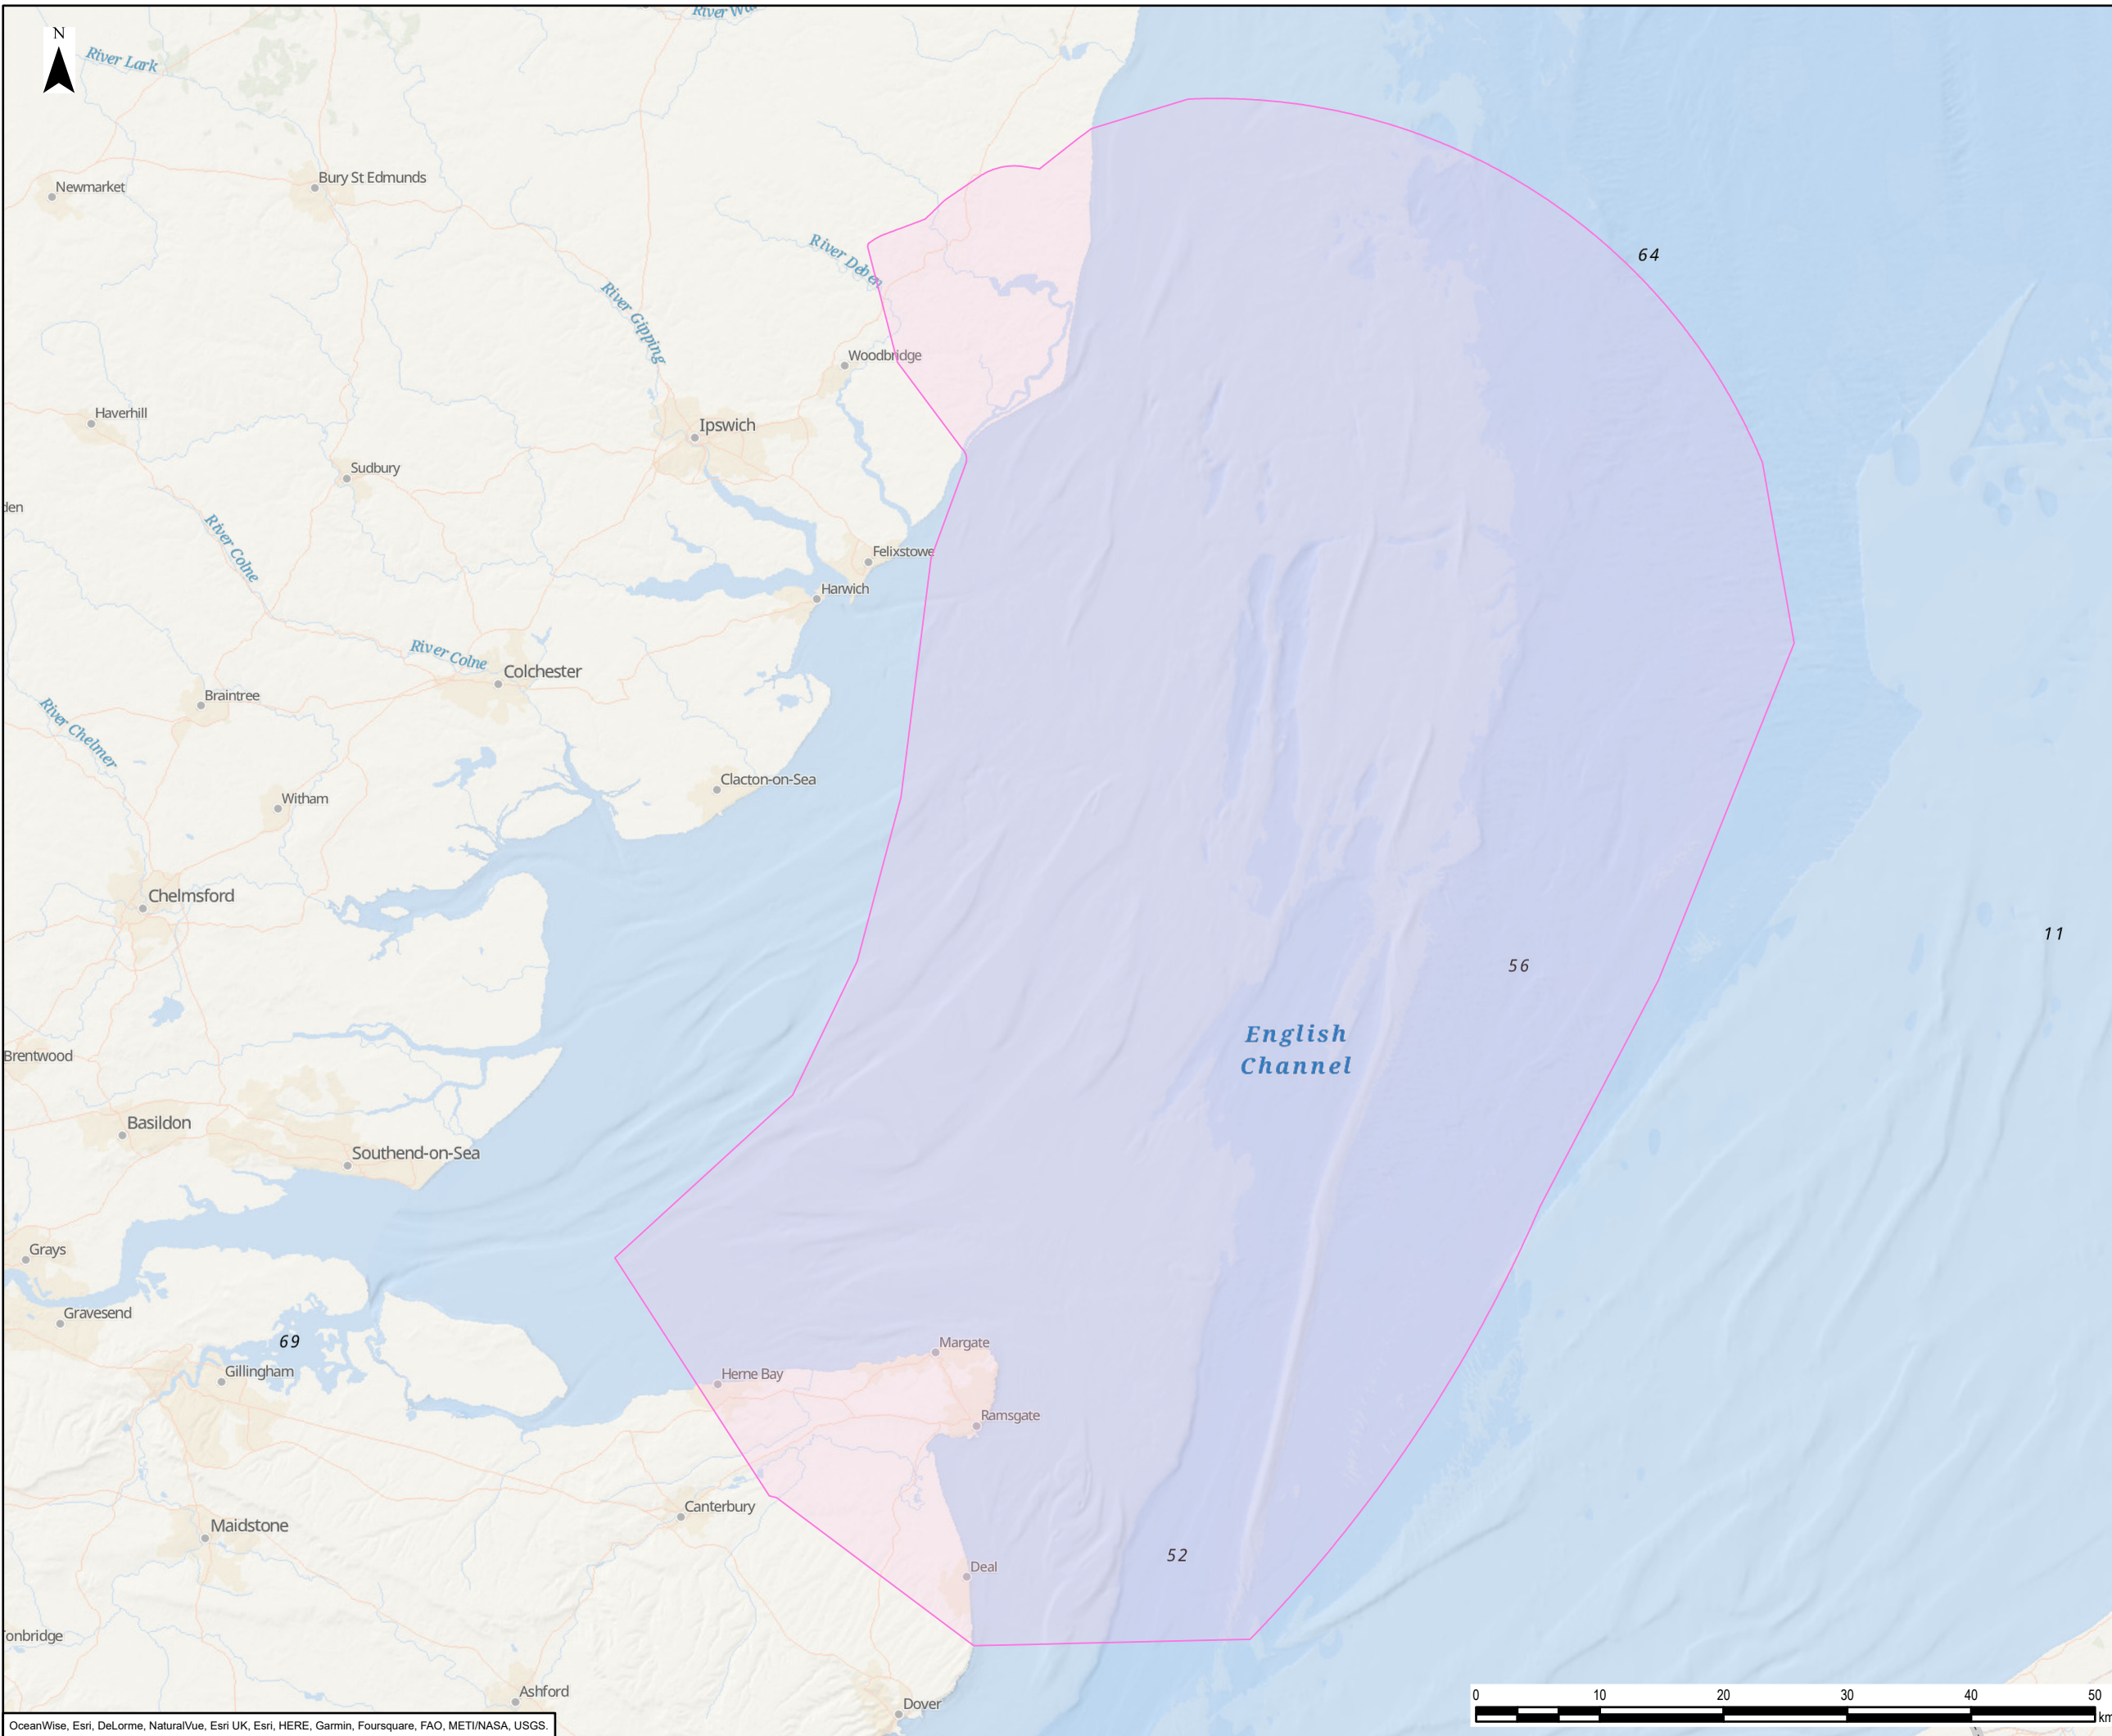 N
River Lark
Bury St Edmunds
Newmarket
River Deben
64
River Gipping
Woodbridge
Haverhill
Ipswich
Sudbury
River Colne
Felixstowe
Harwich
River Colne
Colchester
Braintree
River Chelmer
Clacton-on-Sea
Witham
Chelmsford
11
56
English
Channel
Brentwood
Basildon
Southend-on-Sea
Grays
Gravesend
69
Margate
Gillingham
Herne Bay
Ramsgate
Canterbury
Maidstone
52
Deal
onbridge
Ashford
Dover
0 10 20 30 40 50
km
OceanWise, Esri, DeLorme, NaturalVue, Esri UK, Esri, HERE, Garmin, Foursquare, FAO, METI/NASA, USGS.